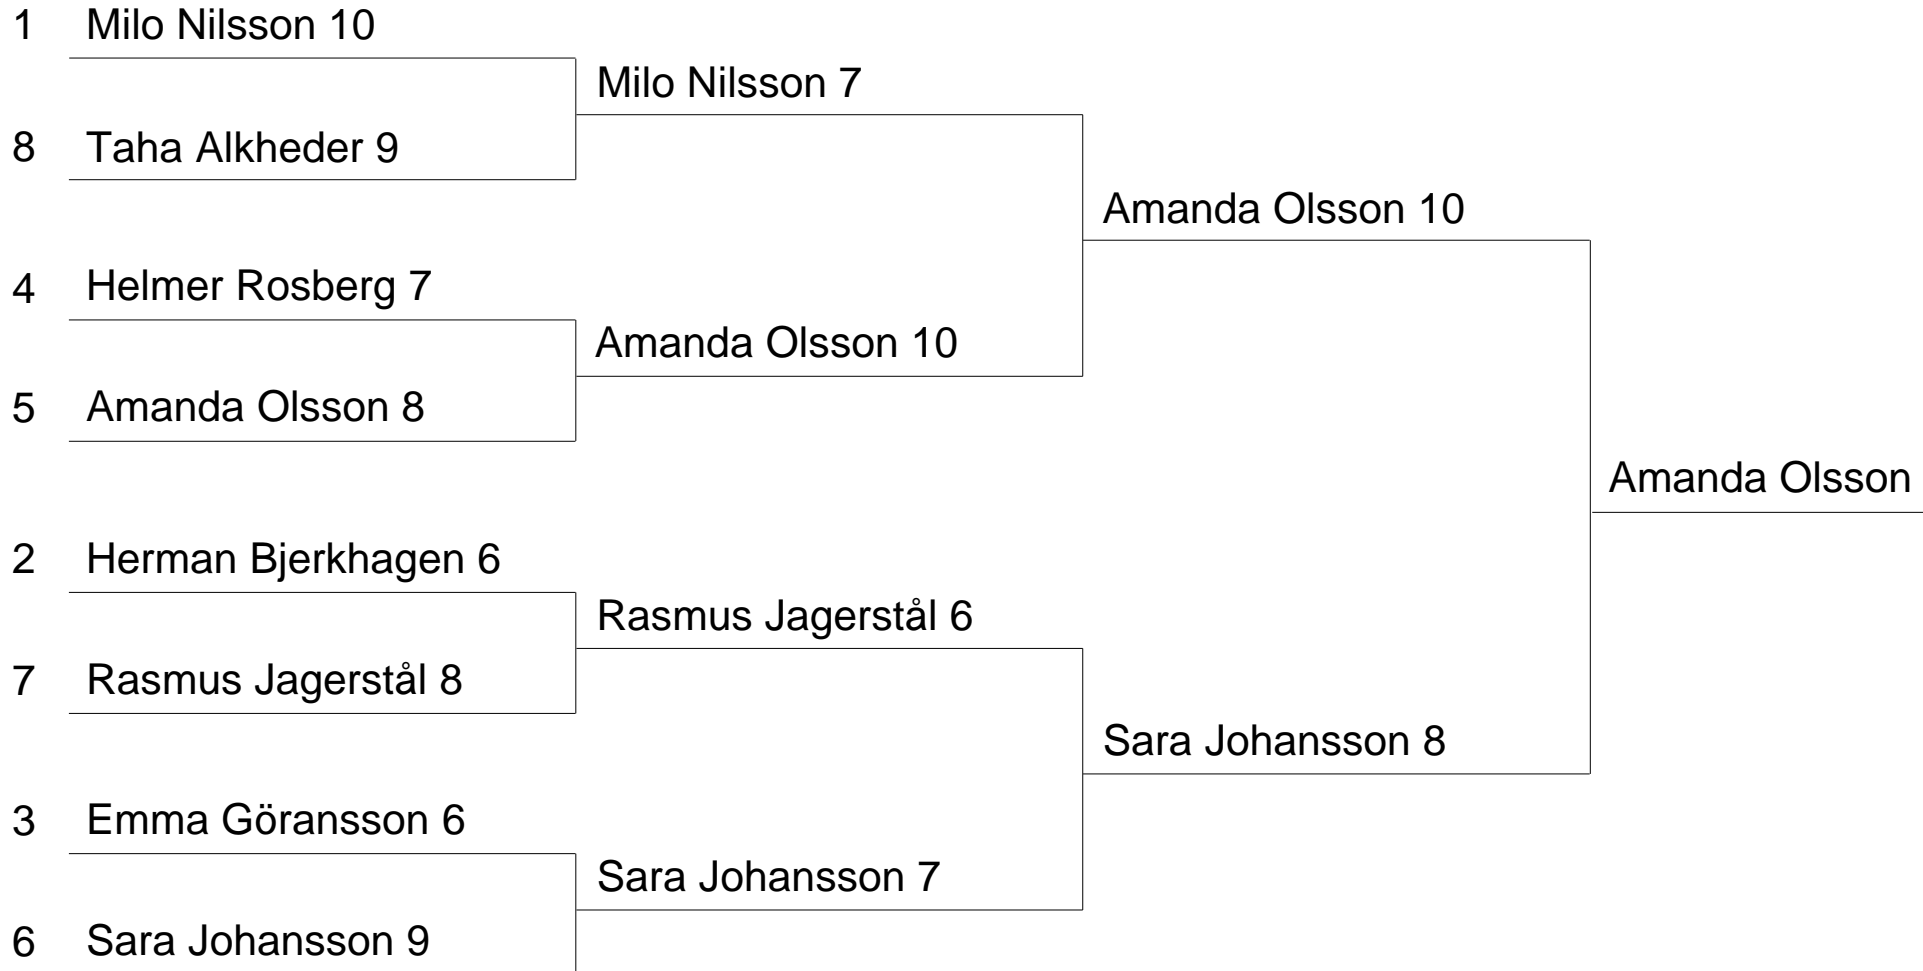 1 Milo Nilsson 10
Milo Nilsson 7
8 Taha Alkheder 9
Amanda Olsson 10
4 Helmer Rosberg 7
Amanda Olsson 10
5 Amanda Olsson 8
Amanda Olsson
2 Herman Bjerkhagen 6
Rasmus Jagerstål 6
7 Rasmus Jagerstål 8
Sara Johansson 8
3 Emma Göransson 6
Sara Johansson 7
6 Sara Johansson 9